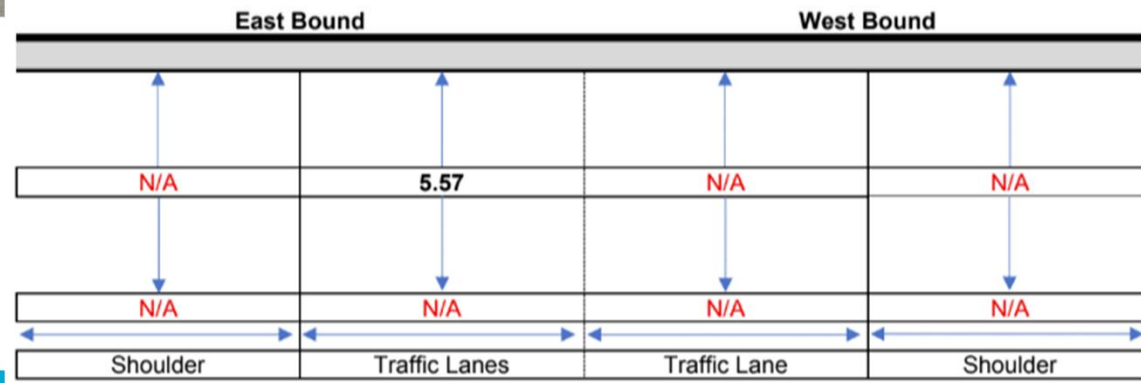 East Bound West Bound
N/A 5.57 N/A N/A
N/A N/A N/A N/A
Shoulder Traffic Lanes Traffic Lane Shoulder